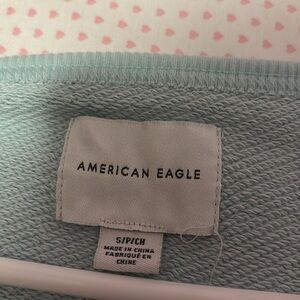 AMERICAN EAGLE
S/P/CH
MADE IN CHINA
FABRIQUÉ EN
CHINE